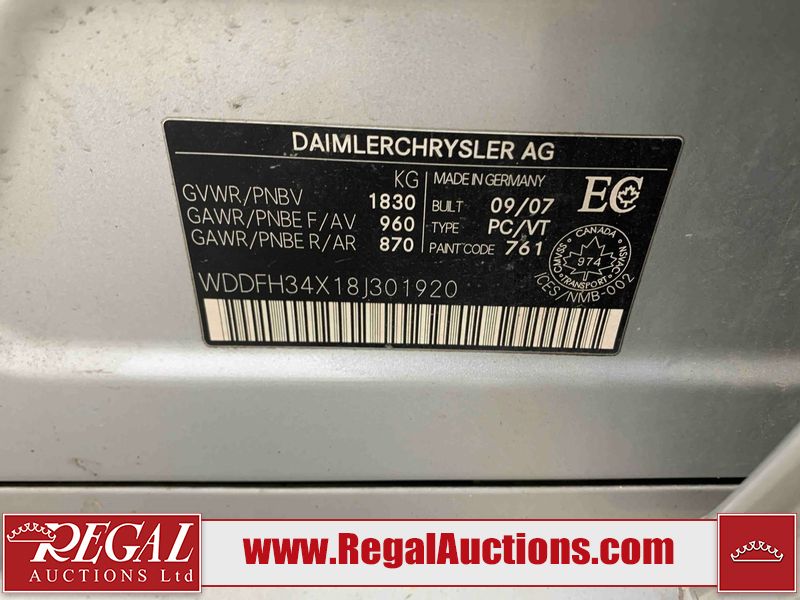 DAIMLERCHRYSLER AG
KG
GVWR/PNBV 1830
GAWR/PNBE F/AV 960
GAWR/PNBE R/AR 870
MADE IN GERMANY
BUILT 09/07
TYPE PC/VT
PAINT CODE 761
EC
CANADA
CMVSS 974 NSVAC
TRANSPORT
ICES/NMB-002
WDDFH34X18J301920
REGAL
AUCTIONS Ltd
www.RegalAuctions.com